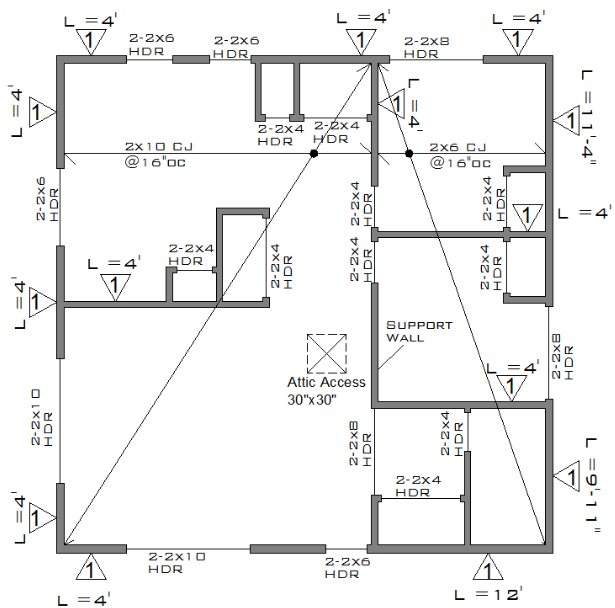 L =4'
L =4'
L =4'
1
1
1
2-2x6
HDR
2-2x6
HDR
2-2x8
HDR
L =4'
1
1
L =4'
1
L =11'-4"
2-2x4
HDR
2-2x4
HDR
2x10 CJ
@16"oc
2x6 CJ
@16"oc
2-2x6
HDR
2-2x4
HDR
2-2x4
HDR
1
L =4'
2-2x4
HDR
2-2x4
HDR
2-2x4
HDR
2-2x4
HDR
L =4'
1
L =4'
1
Support
Wall
2-2x8
HDR
Attic Access
30"x30"
L =4'
1
2-2x10
HDR
2-2x8
HDR
2-2x4
HDR
2-2x4
HDR
1
L =9'-11"
1
L =4'
2-2x10
HDR
2-2x6
HDR
1
L =4'
1
L =12'